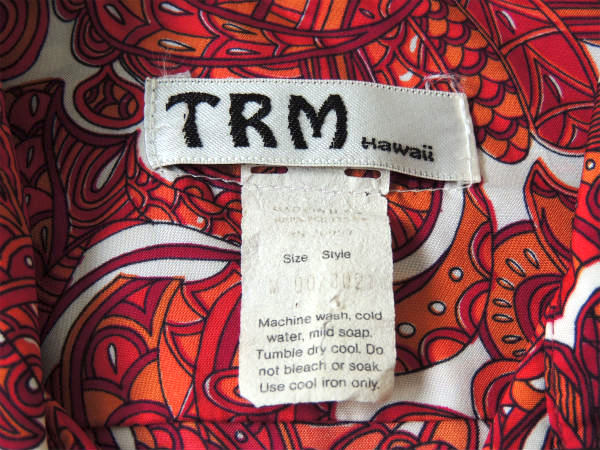 TRM Hawaii
Size Style
Machine wash, cold
water, mild soap.
Tumble dry cool. Do
not bleach or soak.
Use cool iron only.